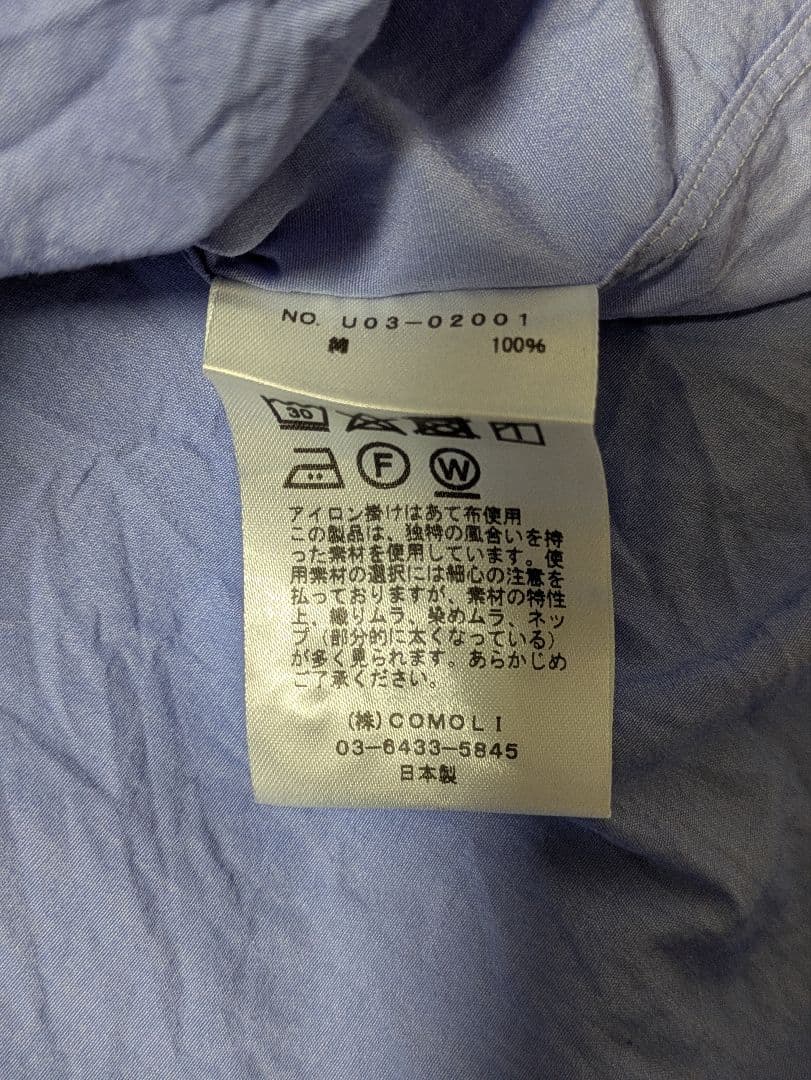 NO. U03-02001
綿 100%
30
F W
アイロン掛けはあて布使用
この製品は、独特の風合いを持
った素材を使用しています。使
用素材の選択には細心の注意を
払っておりますが、素材の特性
上、織りムラ、染めムラ、ネッ
プ(部分的に太くなっている)
が多く見られます。あらかじめ
ご了承ください。
(株)COMOLI
03-6433-5845
日本製